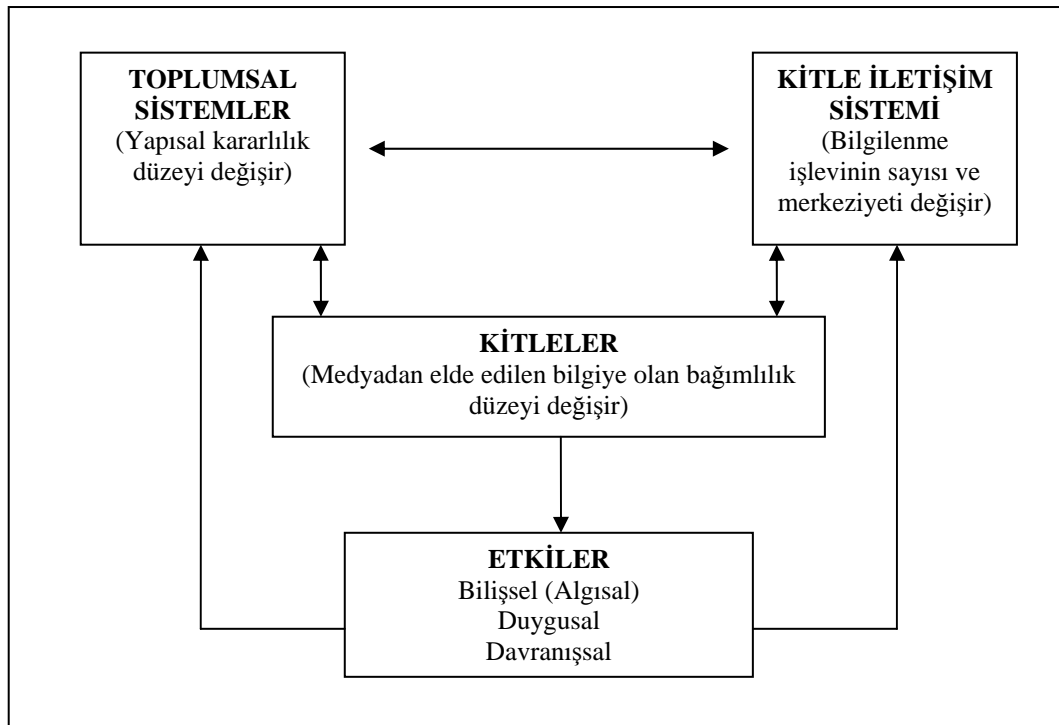 TOPLUMSAL
SİSTEMLER
(Yapısal kararlılık
düzeyi değişir)
KİTLE İLETİŞİM
SİSTEMİ
(Bilgilenme
işlevinin sayısı ve
merkeziyeti değişir)
KİTLELER
(Medyadan elde edilen bilgiye olan bağımlılık
düzeyi değişir)
ETKİLER
Bilişsel (Algısal)
Duygusal
Davranışsal